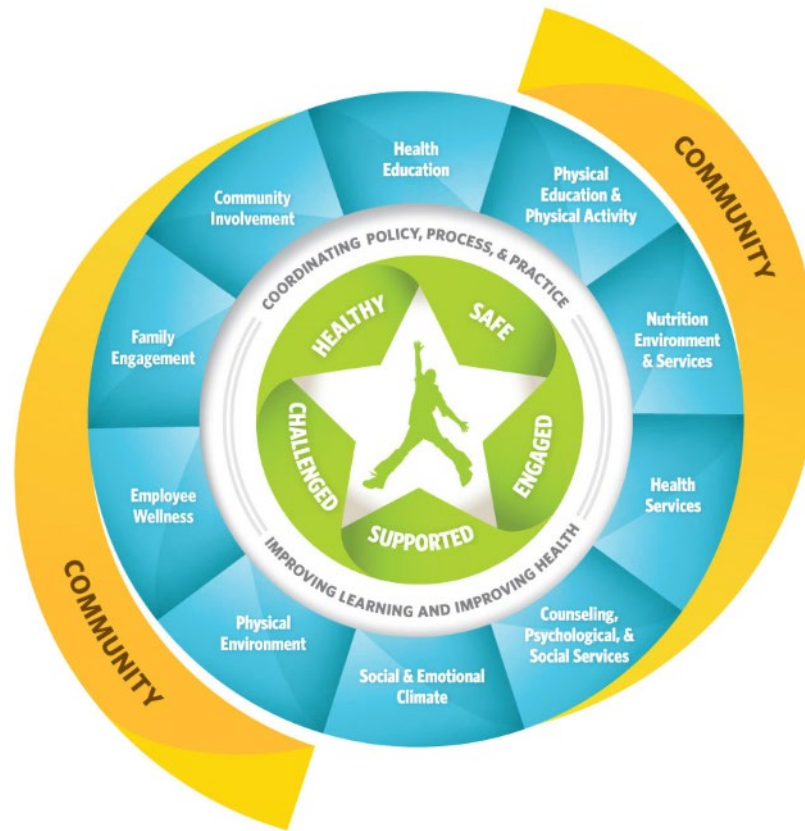 COMMUNITY
Health
Education
Physical
Education &
Physical Activity
Nutrition
Environment
& Services
Health
Services
Counseling,
Psychological, &
Social Services
Social & Emotional
Climate
Physical
Environment
Employee
Wellness
Family
Engagement
Community
Involvement
COORDINATING POLICY, PROCESS, & PRACTICE
IMPROVING LEARNING AND IMPROVING HEALTH
HEALTHY
SAFE
ENGAGED
SUPPORTED
CHALLENGED
COMMUNITY